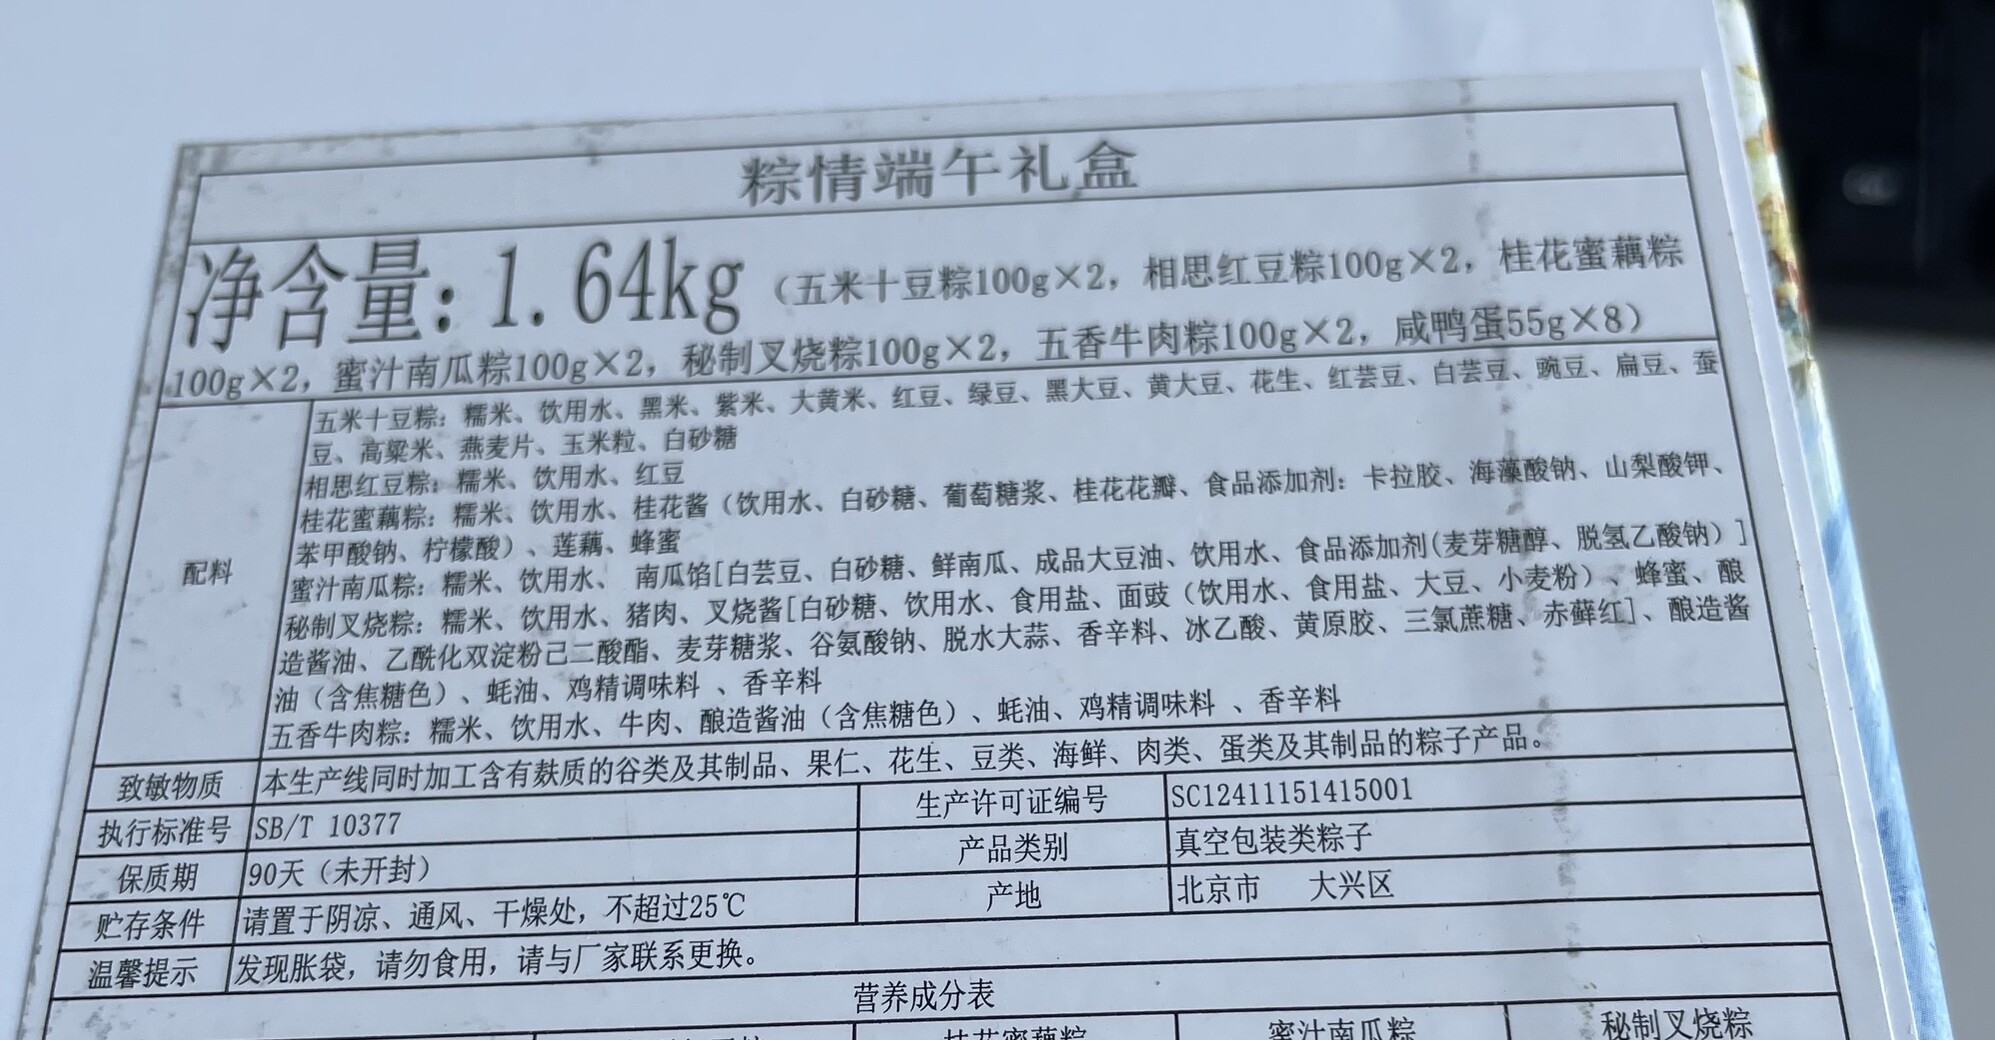 粽情端午礼盒
净含量：1.64kg（五米十豆粽100g×2，相思红豆粽100g×2，桂花蜜藕粽
100g×2，蜜汁南瓜粽100g×2，秘制叉烧粽100g×2，五香牛肉粽100g×2，咸鸭蛋55g×8）
配料
五米十豆粽：糯米、饮用水、黑米、紫米、大黄米、红豆、绿豆、黑大豆、黄大豆、花生、红芸豆、白芸豆、豌豆、扁豆、蚕
豆、高粱米、燕麦片、玉米粒、白砂糖
相思红豆粽：糯米、饮用水、红豆
桂花蜜藕粽：糯米、饮用水、桂花酱（饮用水、白砂糖、葡萄糖浆、桂花花瓣、食品添加剂：卡拉胶、海藻酸钠、山梨酸钾、
苯甲酸钠、柠檬酸）、莲藕、蜂蜜
蜜汁南瓜粽：糯米、饮用水、 南瓜馅[白芸豆、白砂糖、鲜南瓜、成品大豆油、饮用水、食品添加剂(麦芽糖醇、脱氢乙酸钠）]
秘制叉烧粽：糯米、饮用水、猪肉、叉烧酱[白砂糖、饮用水、食用盐、面豉（饮用水、食用盐、大豆、小麦粉）、蜂蜜、酿
造酱油、乙酰化双淀粉己二酸酯、麦芽糖浆、谷氨酸钠、脱水大蒜、香辛料、冰乙酸、黄原胶、三氯蔗糖、赤藓红]、酿造酱
油（含焦糖色）、蚝油、鸡精调味料 、香辛料
五香牛肉粽：糯米、饮用水、牛肉、酿造酱油（含焦糖色）、蚝油、鸡精调味料 、香辛料
致敏物质 本生产线同时加工含有麸质的谷类及其制品、果仁、花生、豆类、海鲜、肉类、蛋类及其制品的粽子产品。
执行标准号 SB/T 10377 生产许可证编号 SC12411151415001
保质期 90天（未开封） 产品类别 真空包装类粽子
贮存条件 请置于阴凉、通风、干燥处，不超过25℃ 产地 北京市 大兴区
温馨提示 发现胀袋，请勿食用，请与厂家联系更换。
营养成分表
桂花蜜藕粽 蜜汁南瓜粽 秘制叉烧粽